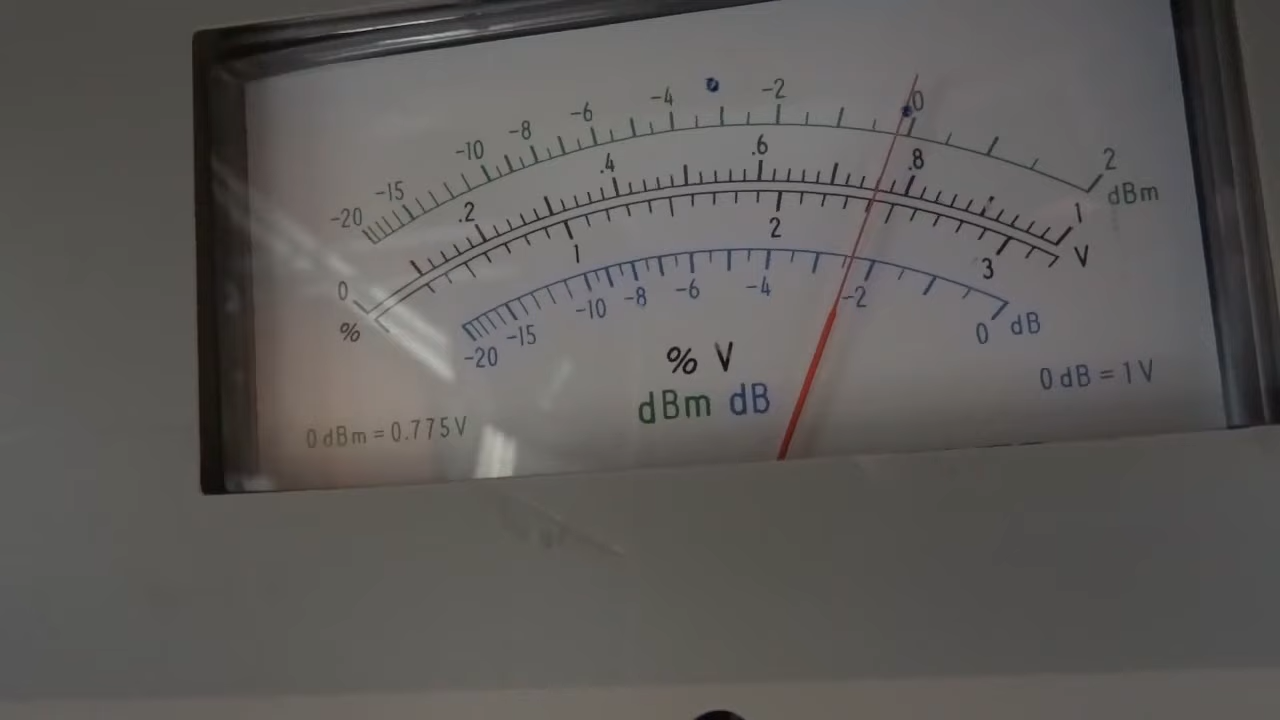 -20 -15 -10 -8 -6 -4 -2 0 2 dBm
0 .2 .4 .6 .8 1
% 1 2 3 V
-20 -15 -10 -8 -6 -4 -2 0 dB
% V
dBm dB
0 dBm = 0.775 V
0 dB = 1 V